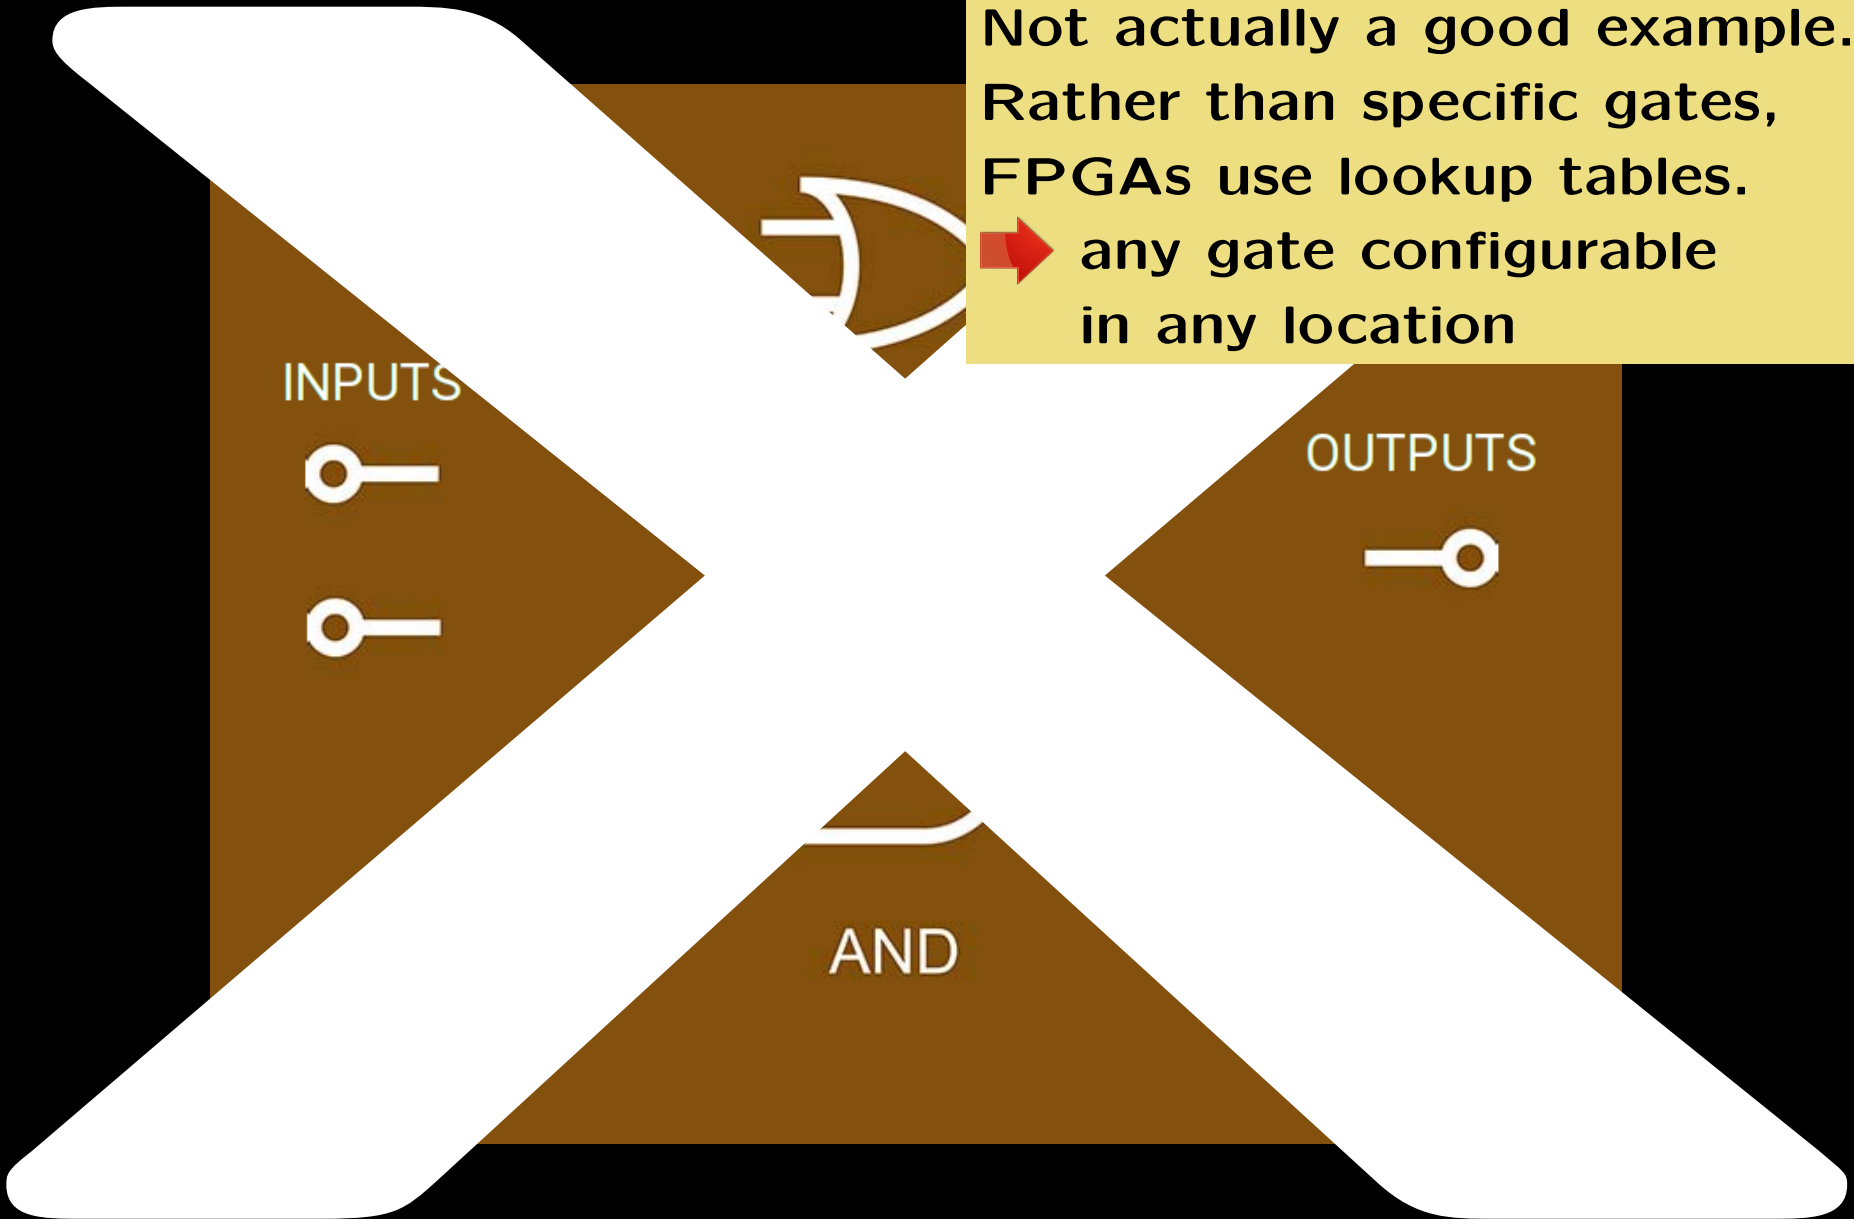 Not actually a good example.
Rather than specific gates,
FPGAs use lookup tables.
any gate configurable
in any location
INPUTS
OUTPUTS
AND